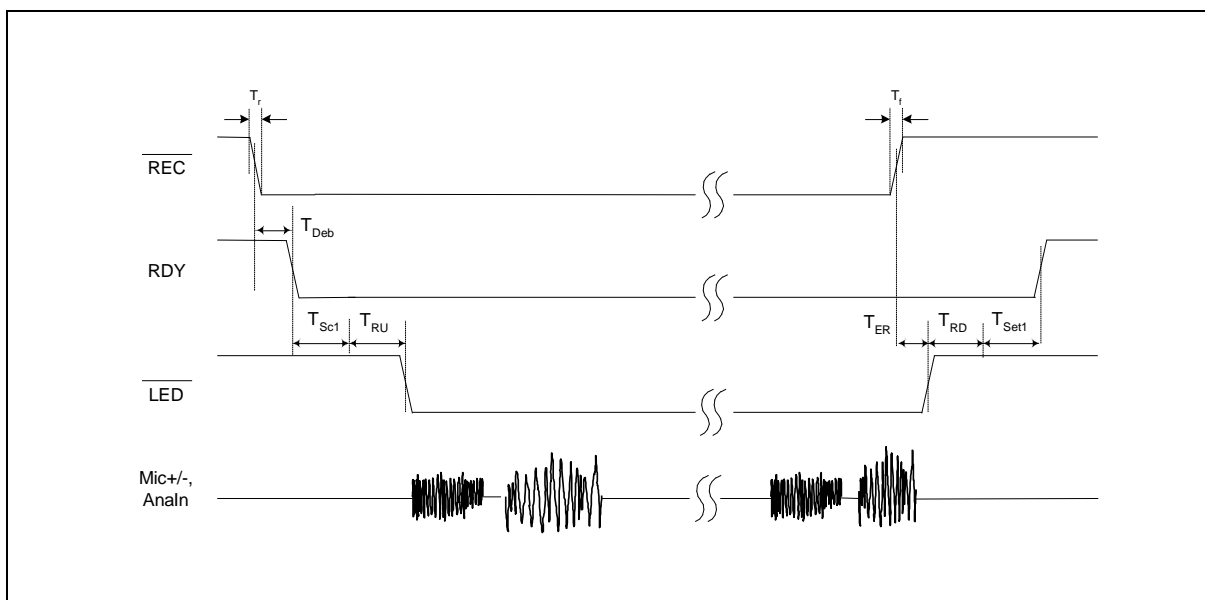 Tr
Tf
REC
TDeb
RDY
TSc1
TRU
TER
TRD
TSet1
LED
Mic+/-,
AnaIn